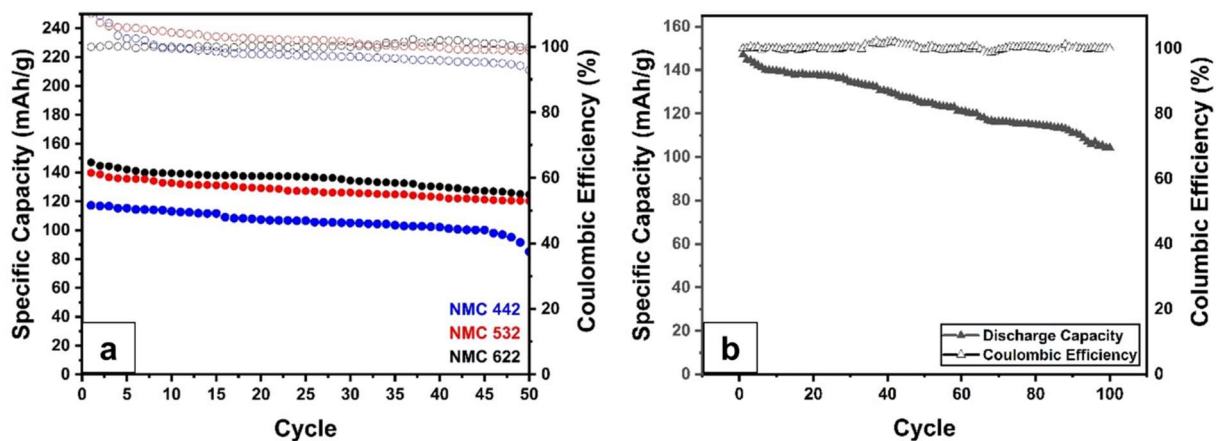 240
220
200
180
160
140
120
100
80
60
40
20
0
Specific Capacity (mAh/g)
100
80
60
40
20
0
Coulombic Efficiency (%)
NMC 442
NMC 532
NMC 622
a
0 5 10 15 20 25 30 35 40 45 50
Cycle
160
140
120
100
80
60
40
20
0
Specific Capacity (mAh/g)
100
80
60
40
20
0
Columbic Efficiency (%)
Discharge Capacity
Coulombic Efficiency
b
0 20 40 60 80 100
Cycle